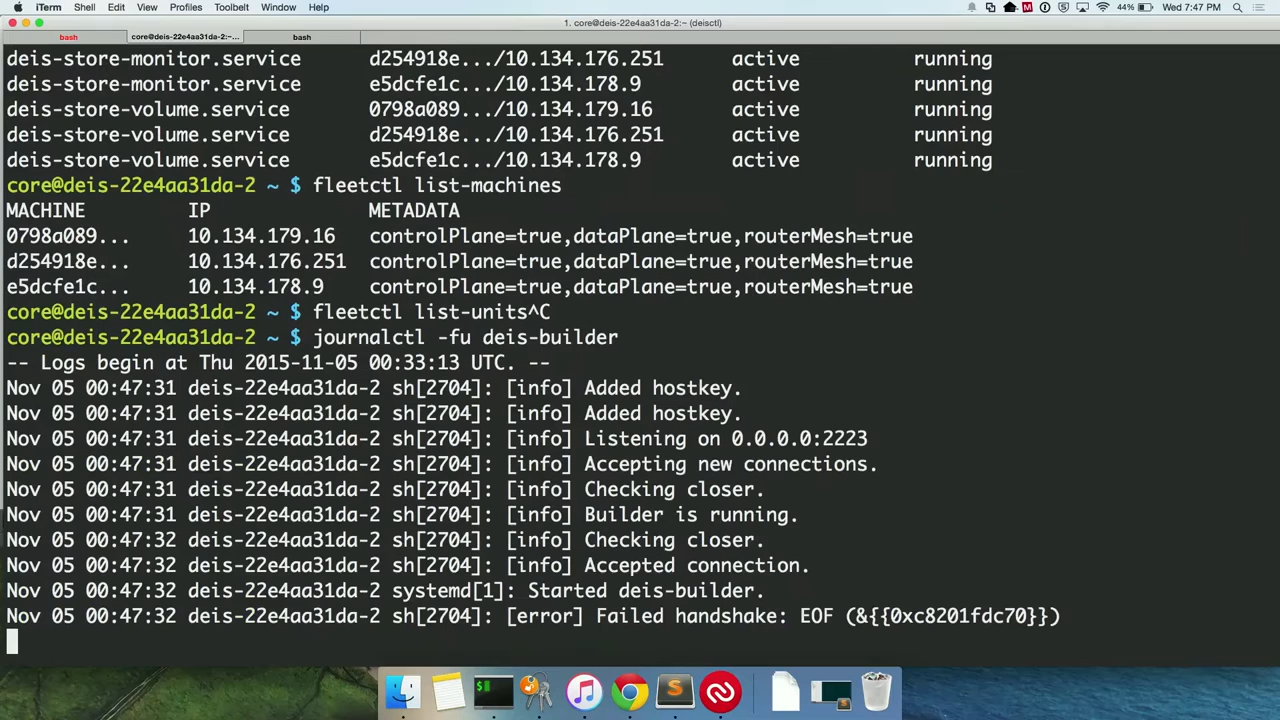 iTerm Shell Edit View Profiles Toolbelt Window Help 44% Wed 7:47 PM
1. core@deis-22e4aa31da-2:~ (deisctl)
bash core@deis-22e4aa31da-2:~... bash
deis-store-monitor.service d254918e.../10.134.176.251 active running
deis-store-monitor.service e5dcfe1c.../10.134.178.9 active running
deis-store-volume.service 0798a089.../10.134.179.16 active running
deis-store-volume.service d254918e.../10.134.176.251 active running
deis-store-volume.service e5dcfe1c.../10.134.178.9 active running
core@deis-22e4aa31da-2 ~ $ fleetctl list-machines
MACHINE IP METADATA
0798a089... 10.134.179.16 controlPlane=true,dataPlane=true,routerMesh=true
d254918e... 10.134.176.251 controlPlane=true,dataPlane=true,routerMesh=true
e5dcfe1c... 10.134.178.9 controlPlane=true,dataPlane=true,routerMesh=true
core@deis-22e4aa31da-2 ~ $ fleetctl list-units^C
core@deis-22e4aa31da-2 ~ $ journalctl -fu deis-builder
-- Logs begin at Thu 2015-11-05 00:33:13 UTC. --
Nov 05 00:47:31 deis-22e4aa31da-2 sh[2704]: [info] Added hostkey.
Nov 05 00:47:31 deis-22e4aa31da-2 sh[2704]: [info] Added hostkey.
Nov 05 00:47:31 deis-22e4aa31da-2 sh[2704]: [info] Listening on 0.0.0.0:2223
Nov 05 00:47:31 deis-22e4aa31da-2 sh[2704]: [info] Accepting new connections.
Nov 05 00:47:31 deis-22e4aa31da-2 sh[2704]: [info] Checking closer.
Nov 05 00:47:31 deis-22e4aa31da-2 sh[2704]: [info] Builder is running.
Nov 05 00:47:32 deis-22e4aa31da-2 sh[2704]: [info] Checking closer.
Nov 05 00:47:32 deis-22e4aa31da-2 sh[2704]: [info] Accepted connection.
Nov 05 00:47:32 deis-22e4aa31da-2 systemd[1]: Started deis-builder.
Nov 05 00:47:32 deis-22e4aa31da-2 sh[2704]: [error] Failed handshake: EOF (&{{0xc8201fdc70}})